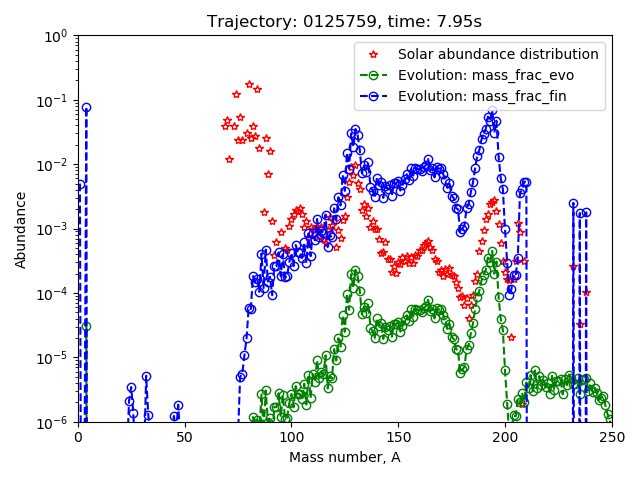 Trajectory: 0125759, time: 7.95s
Solar abundance distribution
Evolution: mass_frac_evo
Evolution: mass_frac_fin
10^0
10^-1
10^-2
10^-3
10^-4
10^-5
10^-6
Abundance
0 50 100 150 200 250
Mass number, A